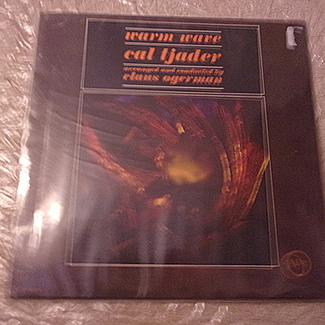 warm wave
cal tjader
arranged and conducted by
claus ogerman